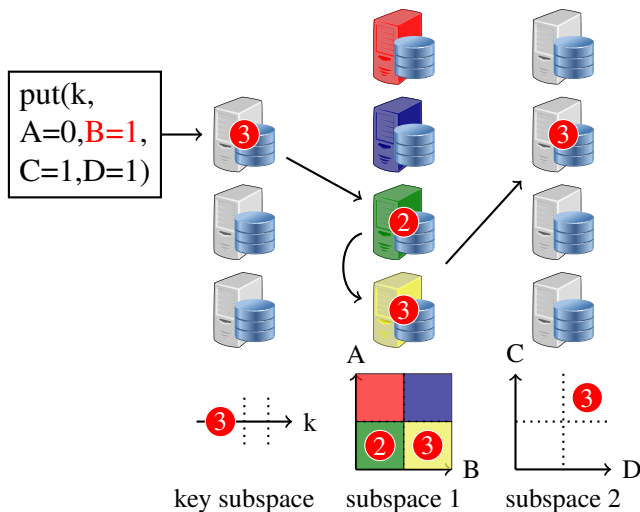 put(k,
A=0,B=1,
C=1,D=1)
3
3
2
3
A
C
3
k
2
3
B
3
D
key subspace
subspace 1
subspace 2